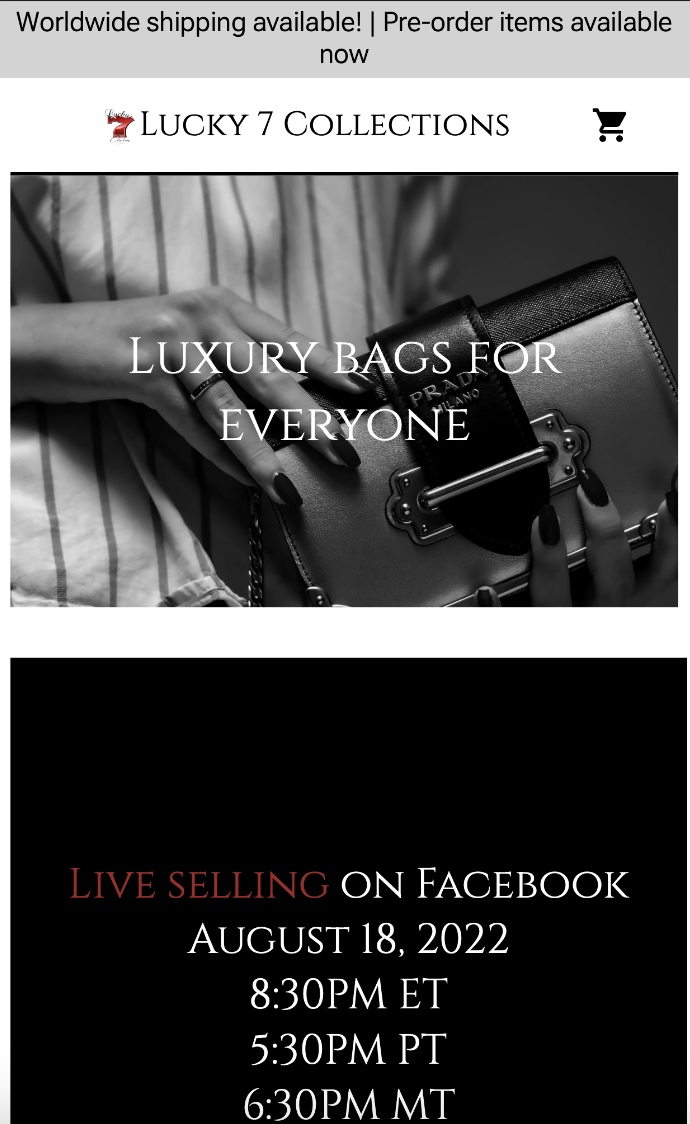 Worldwide shipping available! | Pre-order items available
now
7 Lucky 7 Collections
Luxury bags for
everyone
PRADA
MILANO
Live selling on Facebook
August 18, 2022
8:30PM ET
5:30PM PT
6:30PM MT